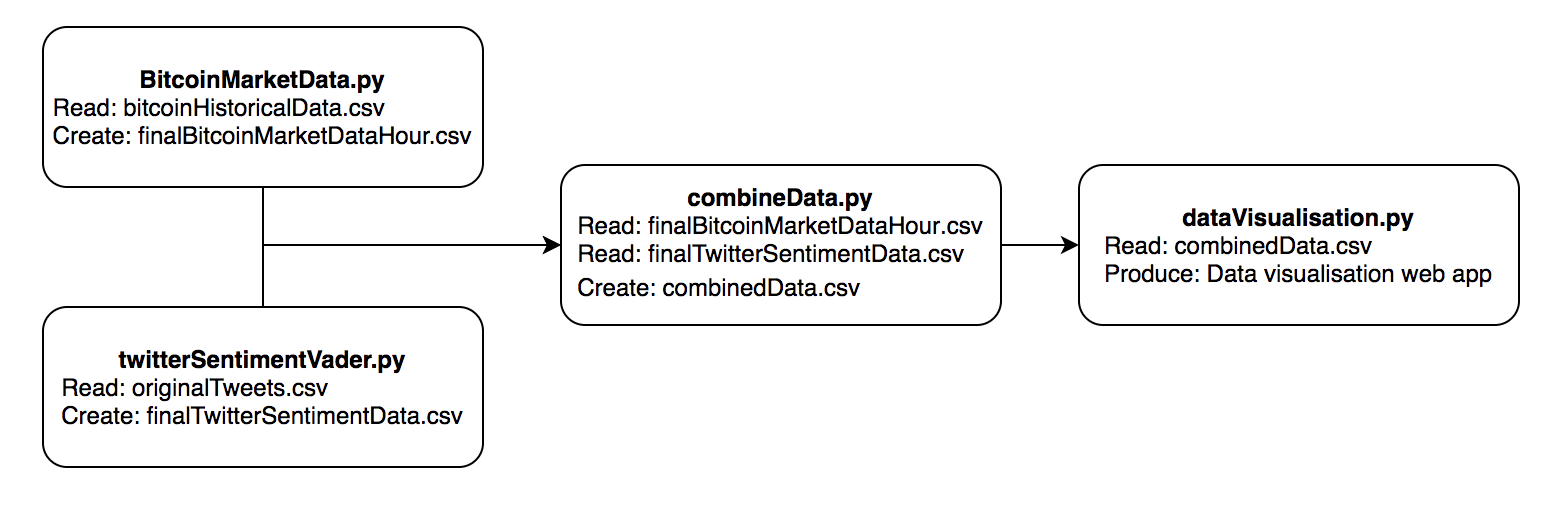 BitcoinMarketData.py
Read: bitcoinHistoricalData.csv
Create: finalBitcoinMarketDataHour.csv
twitterSentimentVader.py
Read: originalTweets.csv
Create: finalTwitterSentimentData.csv
combineData.py
Read: finalBitcoinMarketDataHour.csv
Read: finalTwitterSentimentData.csv
Create: combinedData.csv
dataVisualisation.py
Read: combinedData.csv
Produce: Data visualisation web app